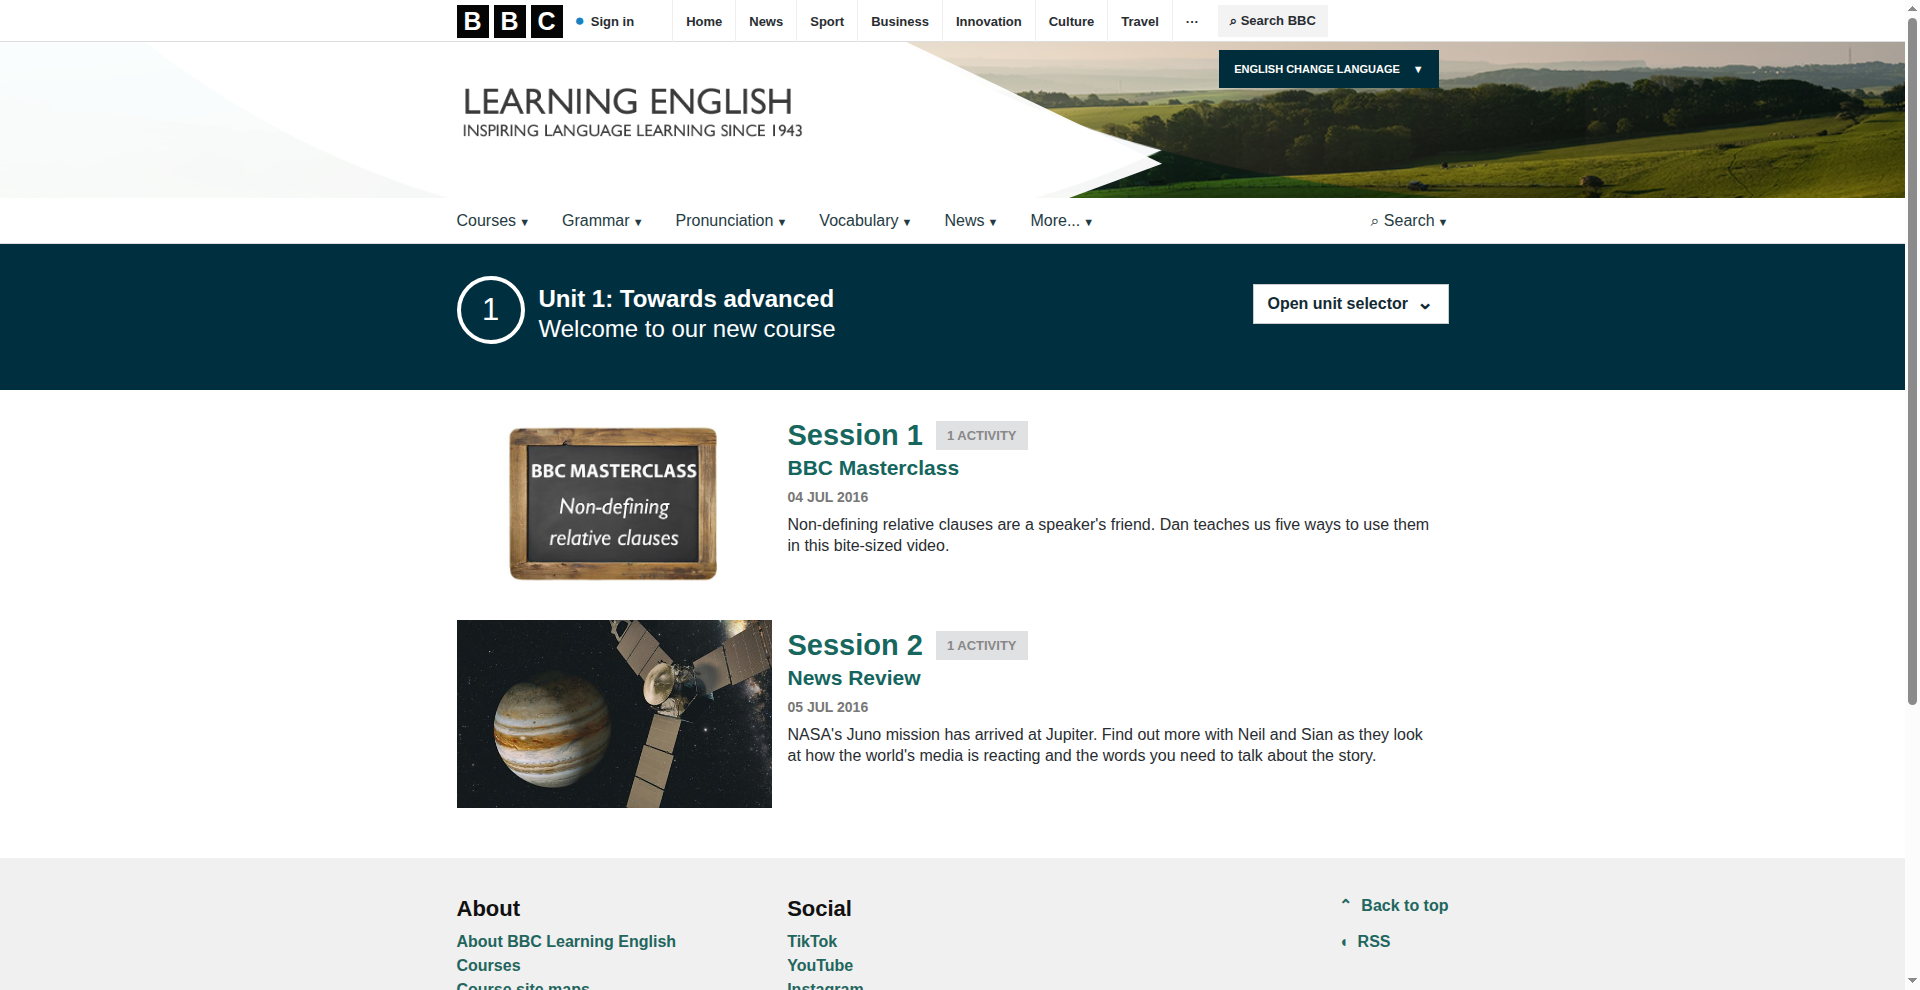 BBC
Sign in
Home
News
Sport
Business
Innovation
Culture
Travel
...
Search BBC
ENGLISH CHANGE LANGUAGE
LEARNING ENGLISH
INSPIRING LANGUAGE LEARNING SINCE 1943
Courses
Grammar
Pronunciation
Vocabulary
News
More...
Search
1
Unit 1: Towards advanced
Welcome to our new course
Open unit selector
BBC MASTERCLASS
Non-defining
relative clauses
Session 1
1 ACTIVITY
BBC Masterclass
04 JUL 2016
Non-defining relative clauses are a speaker's friend. Dan teaches us five ways to use them
in this bite-sized video.
Session 2
1 ACTIVITY
News Review
05 JUL 2016
NASA's Juno mission has arrived at Jupiter. Find out more with Neil and Sian as they look
at how the world's media is reacting and the words you need to talk about the story.
About
About BBC Learning English
Courses
Course site maps
Social
TikTok
YouTube
Instagram
Back to top
RSS